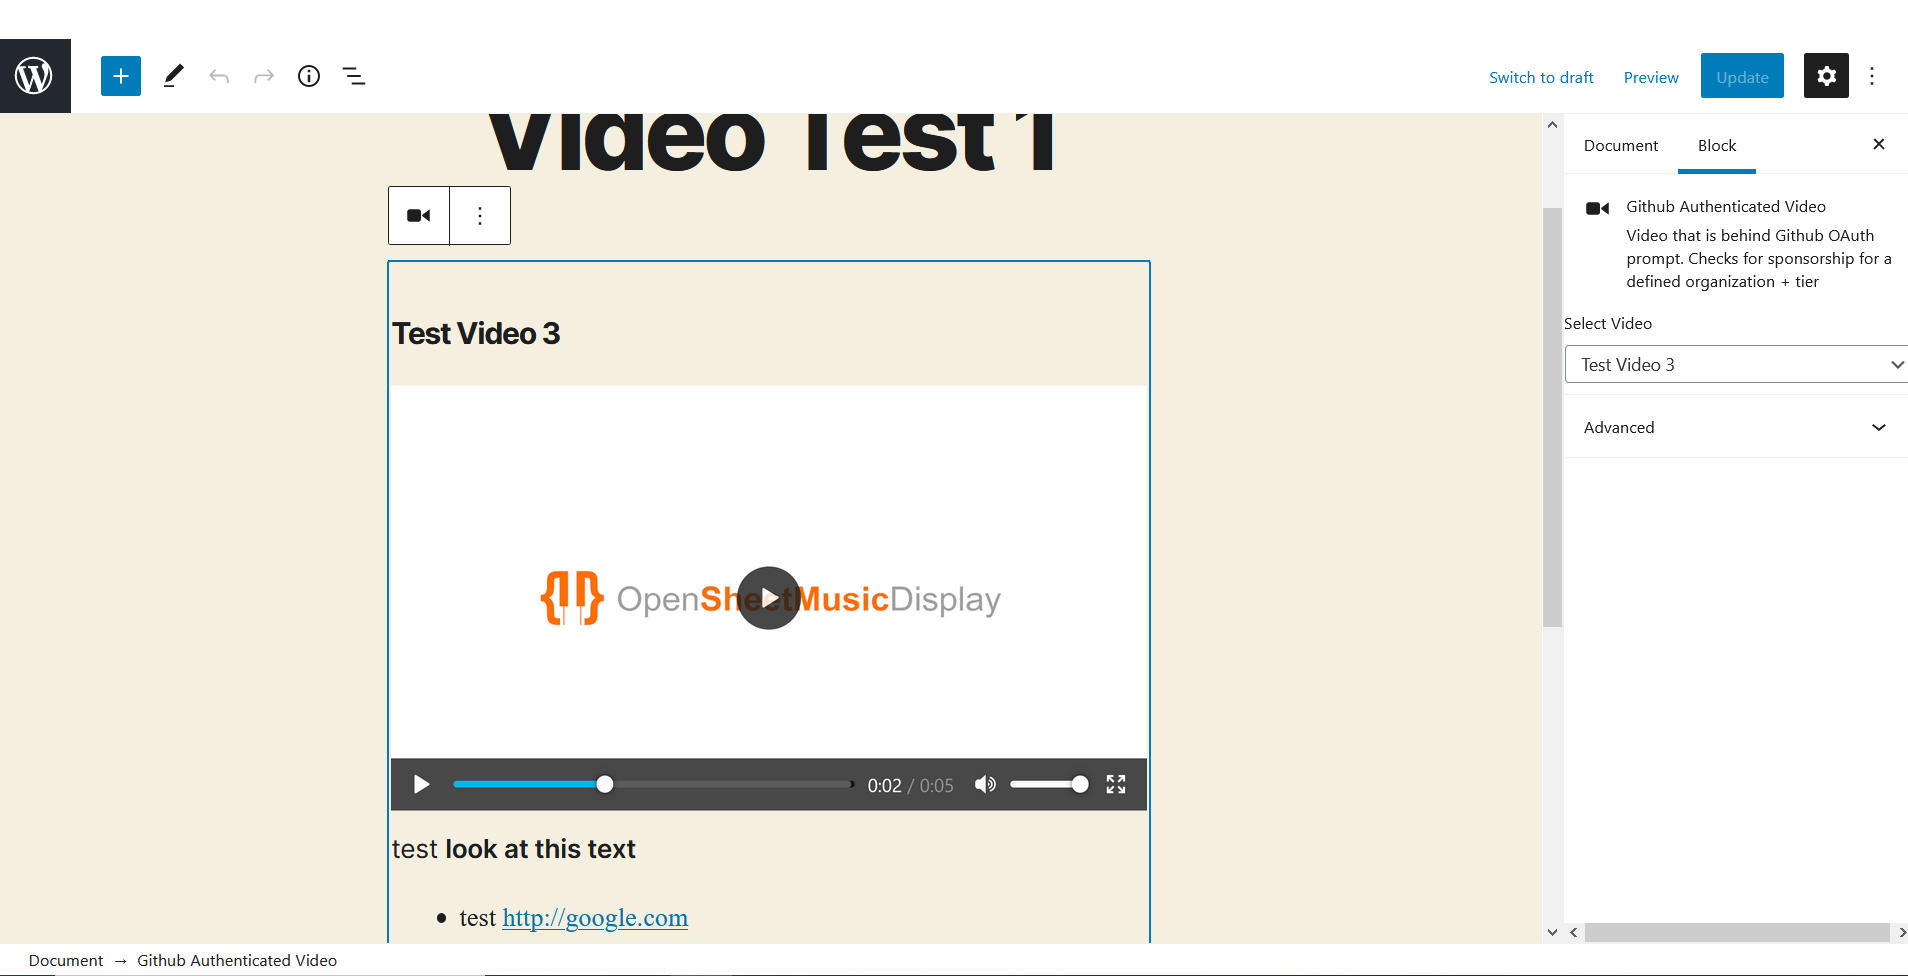 Switch to draft
Preview
Update
Video Test 1
Document
Block
Github Authenticated Video
Video that is behind Github OAuth
prompt. Checks for sponsorship for a
defined organization + tier
Select Video
Test Video 3
Advanced
Test Video 3
OpenSheetMusicDisplay
0:02 / 0:05
test look at this text
test http://google.com
Document → Github Authenticated Video